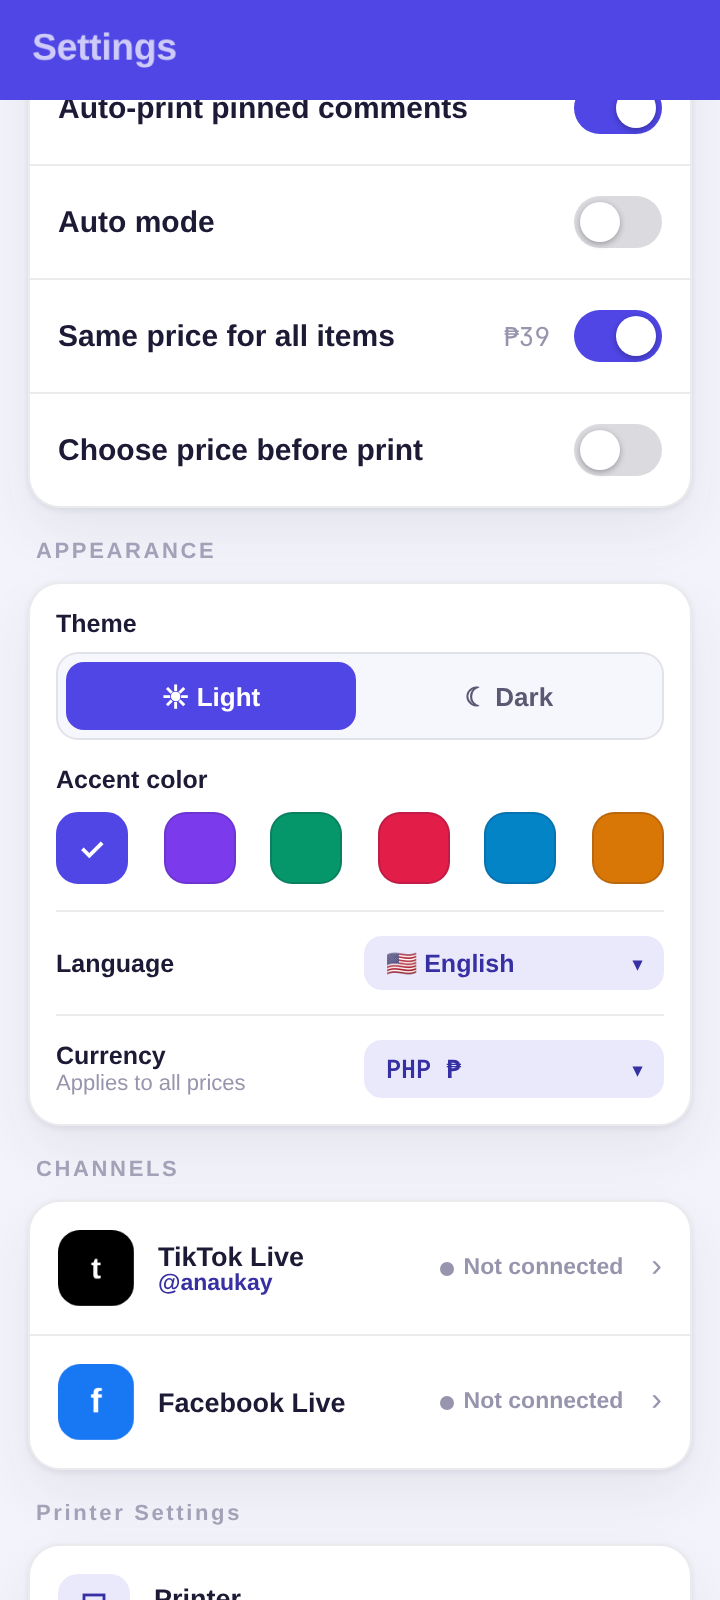 Settings
Auto-print pinned comments
Auto mode
Same price for all items ₱39
Choose price before print
APPEARANCE
Theme
☀ Light ☾ Dark
Accent color
Language 🇺🇸 English ▾
Currency PHP ₱ ▾
Applies to all prices
CHANNELS
t TikTok Live Not connected ›
@anaukay
f Facebook Live Not connected ›
Printer Settings
Printer